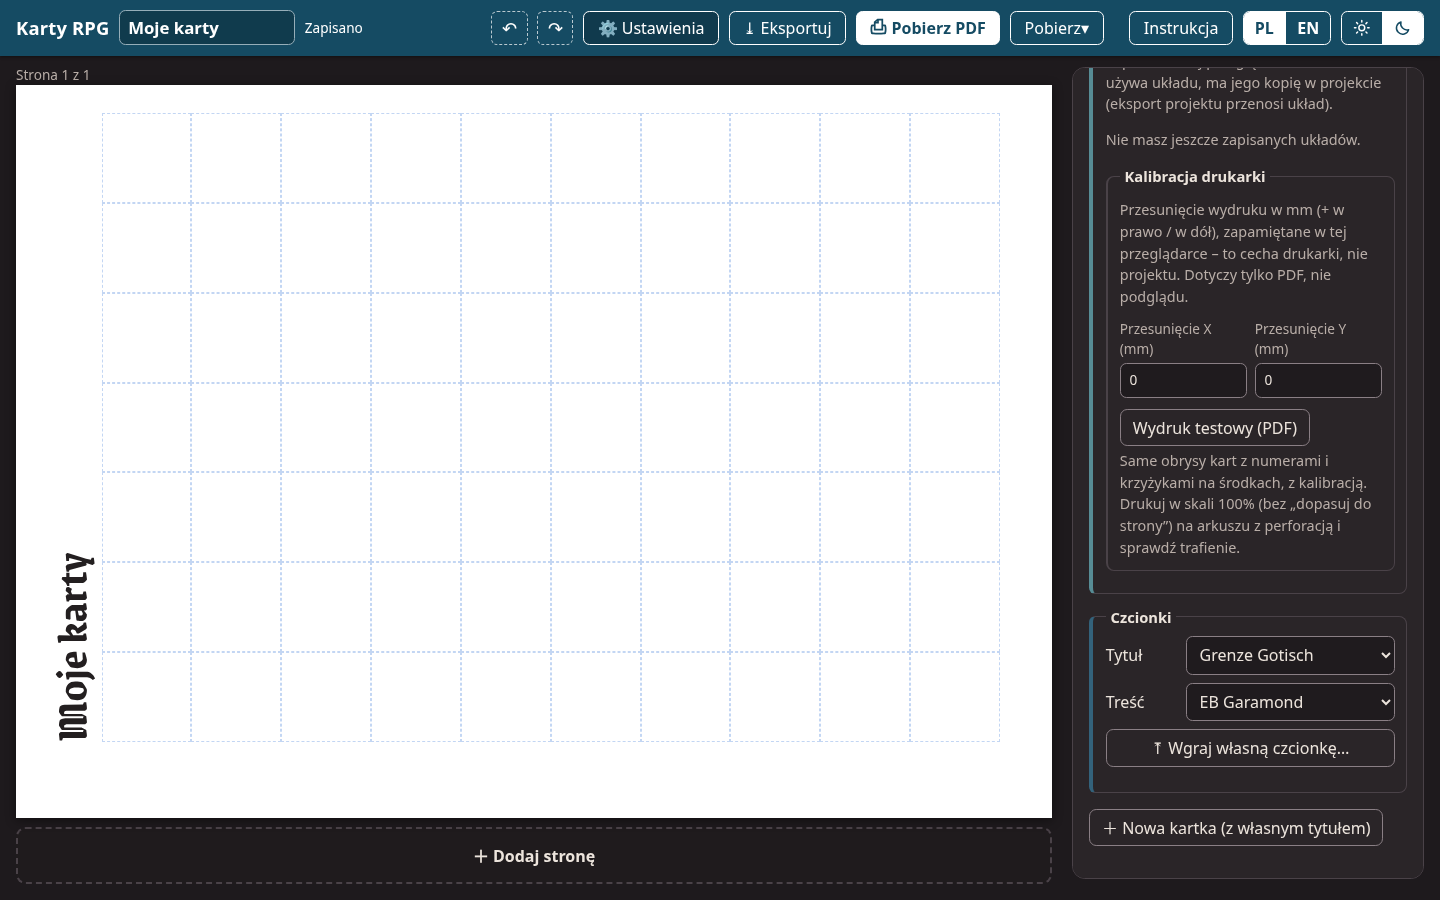 Karty RPG
Moje karty
Zapisano
↶
↷
⚙️ Ustawienia
⤓ Eksportuj
Pobierz PDF
Pobierz▾
Instrukcja
PL
EN
Strona 1 z 1
Moje karty
+ Dodaj stronę
używa układu, ma jego kopię w projekcie
(eksport projektu przenosi układ).
Nie masz jeszcze zapisanych układów.
Kalibracja drukarki
Przesunięcie wydruku w mm (+ w
prawo / w dół), zapamiętane w tej
przeglądarce – to cecha drukarki, nie
projektu. Dotyczy tylko PDF, nie
podglądu.
Przesunięcie X
(mm)
Przesunięcie Y
(mm)
0
0
Wydruk testowy (PDF)
Same obrysy kart z numerami i
krzyżykami na środkach, z kalibracją.
Drukuj w skali 100% (bez „dopasuj do
strony”) na arkuszu z perforacją i
sprawdź trafienie.
Czcionki
Tytuł
Grenze Gotisch
Treść
EB Garamond
⤒ Wgraj własną czcionkę…
+ Nowa kartka (z własnym tytułem)